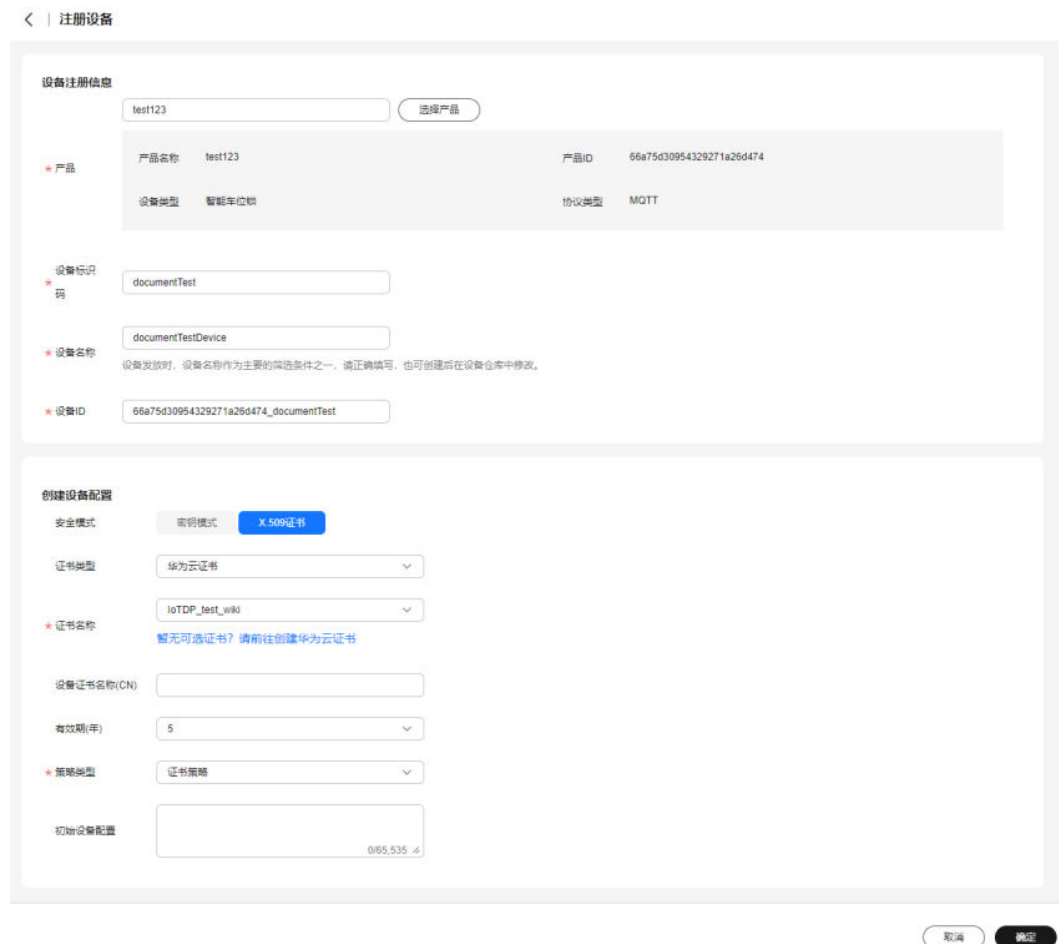 注册设备
设备注册信息
test123 选择产品
* 产品
产品名称 test123 产品ID 66a75d30954329271a26d474
设备类型 智能车位锁 协议类型 MQTT
* 设备标识码 documentTest
* 设备名称 documentTestDevice
设备发放时，设备名称作为主要的筛选条件之一，请正确填写，也可创建后在设备仓库中修改。
* 设备ID 66a75d30954329271a26d474_documentTest
创建设备配置
安全模式 密钥模式 X.509证书
证书类型 华为云证书
* 证书名称 IoTDP_test_wiki
暂无可选证书？请前往创建华为云证书
设备证书名称(CN)
有效期(年) 5
* 策略类型 证书策略
初始设备配置
0/65,535
取消 确定